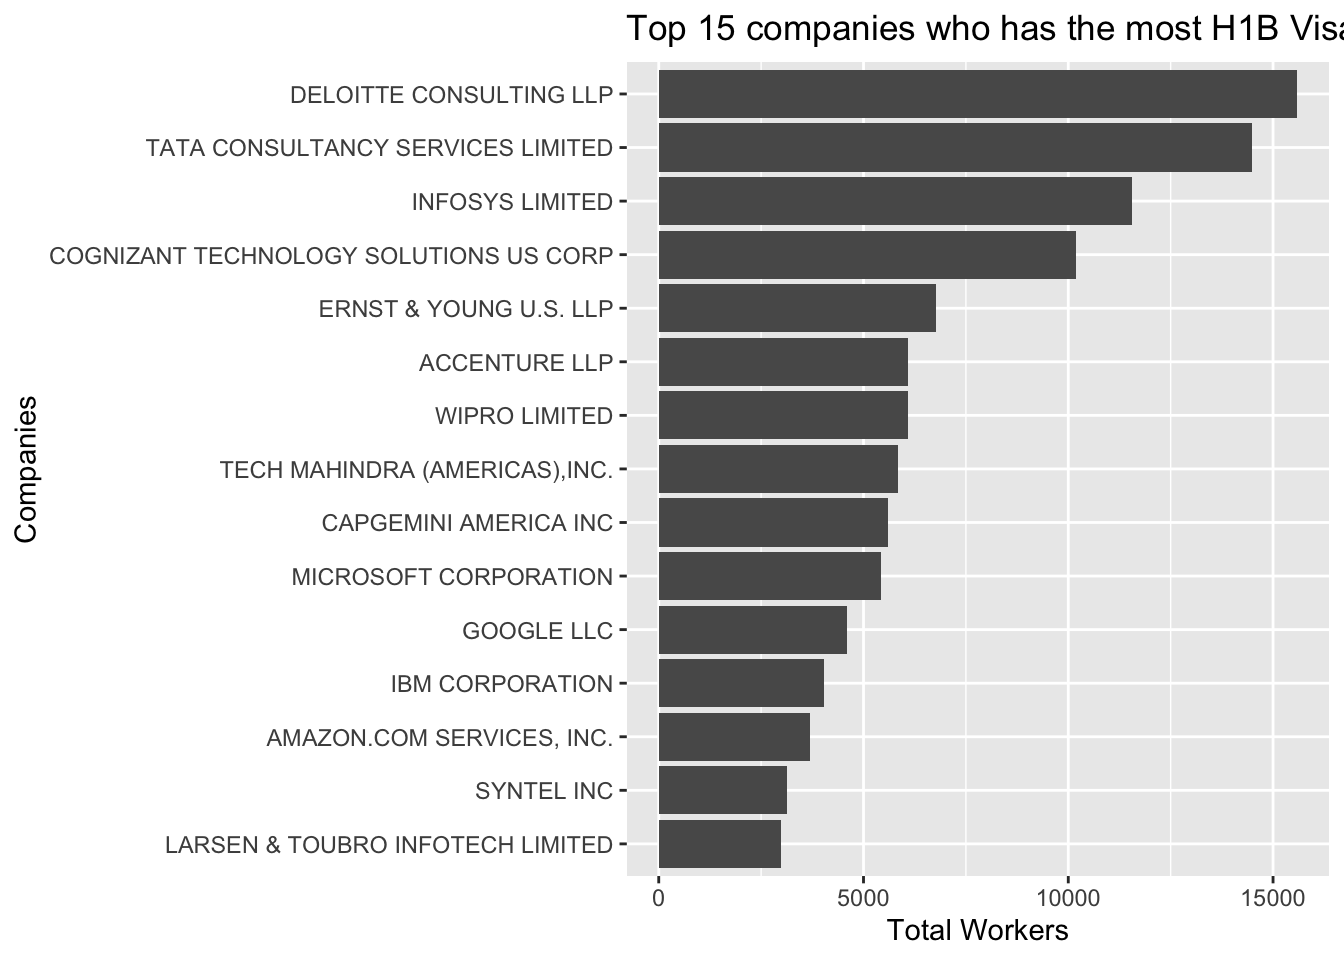 Top 15 companies who has the most H1B Visa
DELOITTE CONSULTING LLP
TATA CONSULTANCY SERVICES LIMITED
INFOSYS LIMITED
COGNIZANT TECHNOLOGY SOLUTIONS US CORP
ERNST & YOUNG U.S. LLP
ACCENTURE LLP
WIPRO LIMITED
TECH MAHINDRA (AMERICAS),INC.
CAPGEMINI AMERICA INC
MICROSOFT CORPORATION
GOOGLE LLC
IBM CORPORATION
AMAZON.COM SERVICES, INC.
SYNTEL INC
LARSEN & TOUBRO INFOTECH LIMITED
Companies
0 5000 10000 15000
Total Workers